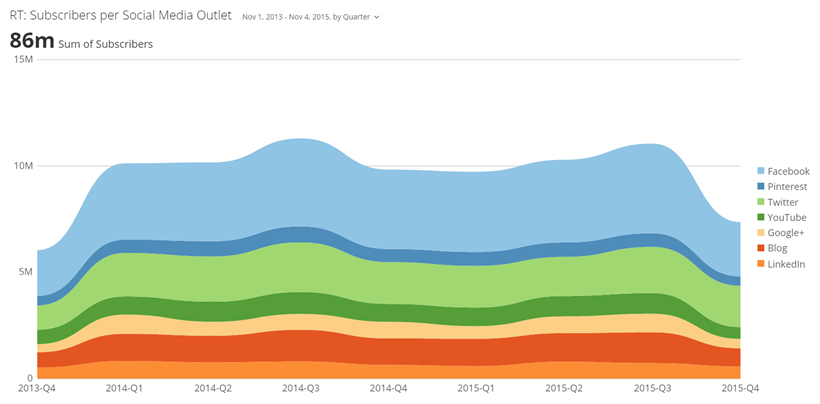 RT: Subscribers per Social Media Outlet Nov 1, 2013 - Nov 4, 2015, by Quarter
86m Sum of Subscribers
15M
10M
5M
0
2013-Q4 2014-Q1 2014-Q2 2014-Q3 2014-Q4 2015-Q1 2015-Q2 2015-Q3 2015-Q4
Facebook
Pinterest
Twitter
YouTube
Google+
Blog
LinkedIn